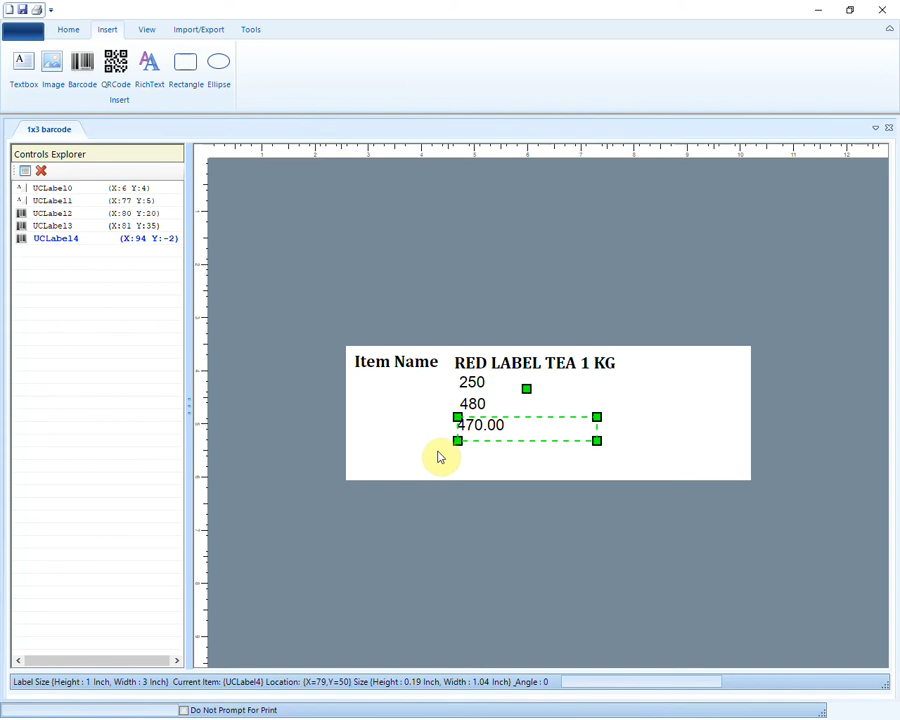 Home Insert View Import/Export Tools
Textbox Image Barcode QRCode RichText Rectangle Ellipse
Insert
1x3 barcode
Controls Explorer
UCLabel0 (X:6 Y:4)
UCLabel1 (X:77 Y:5)
UCLabel2 (X:80 Y:20)
UCLabel3 (X:81 Y:35)
UCLabel4 (X:94 Y:-2)
1 2 3 4 5 6 7 8 9 10 11 12
Item Name RED LABEL TEA 1 KG
250
480
470.00
Label Size {Height : 1 Inch, Width : 3 Inch} Current Item: {UCLabel4} Location: {X=79,Y=50} Size {Height : 0.19 Inch, Width : 1.04 Inch} ,Angle : 0
Do Not Prompt For Print